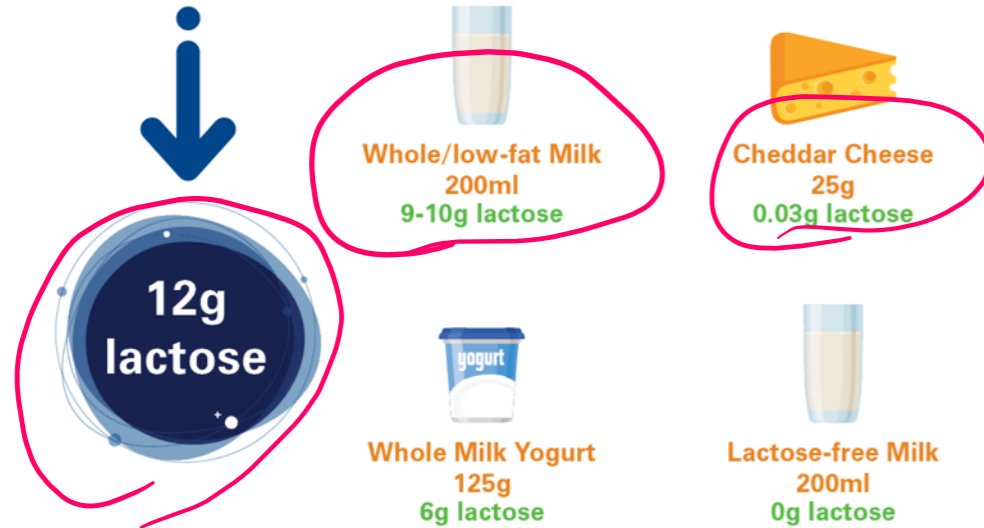 12g
lactose
Whole/low-fat Milk
200ml
9-10g lactose
Cheddar Cheese
25g
0.03g lactose
yogurt
Whole Milk Yogurt
125g
6g lactose
Lactose-free Milk
200ml
0g lactose